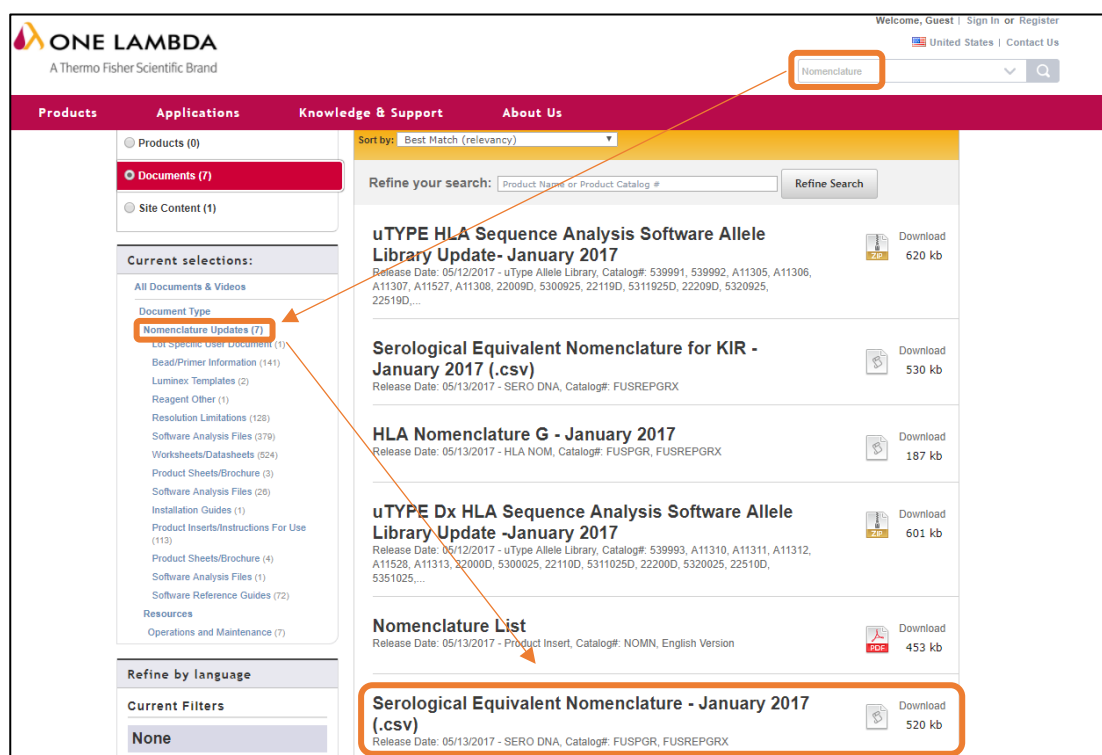 Welcome, Guest | Sign In or Register
ONE LAMBDA
A Thermo Fisher Scientific Brand
United States | Contact Us
Nomenclature
Products Applications Knowledge & Support About Us
Products (0)
Documents (7)
Site Content (1)
Current selections:
All Documents & Videos
Document Type
Nomenclature Updates (7)
Lot Specific User Document (1)
Bead/Primer Information (141)
Luminex Templates (2)
Reagent Other (1)
Resolution Limitations (128)
Software Analysis Files (379)
Worksheets/Datasheets (524)
Product Sheets/Brochure (3)
Software Analysis Files (26)
Installation Guides (1)
Product Inserts/Instructions For Use
(113)
Product Sheets/Brochure (4)
Software Analysis Files (1)
Software Reference Guides (72)
Resources
Operations and Maintenance (7)
Refine by language
Current Filters
None
Sort by: Best Match (relevancy)
Refine your search: Product Name or Product Catalog # Refine Search
uTYPE HLA Sequence Analysis Software Allele
Library Update- January 2017
Release Date: 05/12/2017 - uType Allele Library, Catalog#: 539991, 539992, A11305, A11306,
A11307, A11527, A11308, 22009D, 5300925, 22119D, 5311925D, 22209D, 5320925,
22519D,...
ZIP
Download
620 kb
Serological Equivalent Nomenclature for KIR -
January 2017 (.csv)
Release Date: 05/13/2017 - SERO DNA, Catalog#: FUSREPGRX
Download
530 kb
HLA Nomenclature G - January 2017
Release Date: 05/13/2017 - HLA NOM, Catalog#: FUSPGR, FUSREPGRX
Download
187 kb
uTYPE Dx HLA Sequence Analysis Software Allele
Library Update -January 2017
Release Date: 05/12/2017 - uType Allele Library, Catalog#: 539993, A11310, A11311, A11312,
A11528, A11313, 22000D, 5300025, 22110D, 5311025D, 22200D, 5320025, 22510D,
5351025,...
ZIP
Download
601 kb
Nomenclature List
Release Date: 05/13/2017 - Product Insert, Catalog#: NOMN, English Version
PDF
Download
453 kb
Serological Equivalent Nomenclature - January 2017
(.csv)
Release Date: 05/13/2017 - SERO DNA, Catalog#: FUSPGR, FUSREPGRX
Download
520 kb